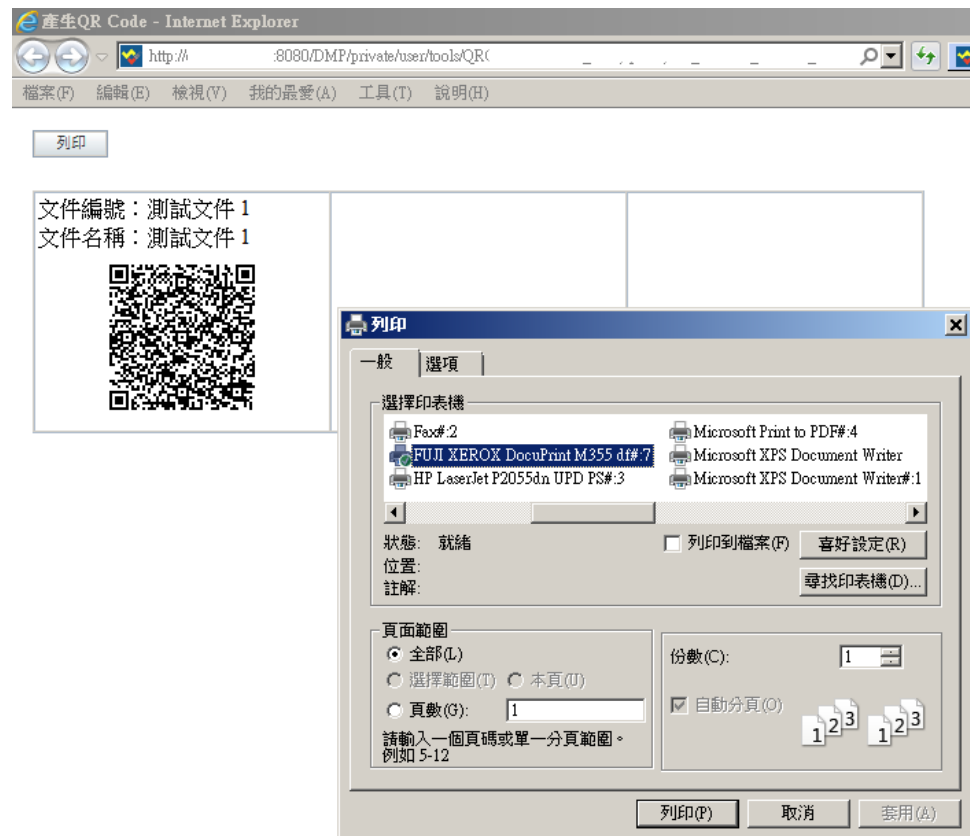 產生QR Code - Internet Explorer
http://
:8080/DMP/private/user/tools/QR(
檔案(F) 編輯(E) 檢視(V) 我的最愛(A) 工具(T) 說明(H)
列印
文件編號：測試文件 1
文件名稱：測試文件 1
列印
一般 選項
選擇印表機
Fax#:2
Microsoft Print to PDF#:4
FUJI XEROX DocuPrint M355 df#:7
Microsoft XPS Document Writer
HP LaserJet P2055dn UPD PS#:3
Microsoft XPS Document Writer#:1
狀態: 就緒
列印到檔案(F) 喜好設定(R)
位置:
註解:
尋找印表機(D)...
頁面範圍
全部(L)
選擇範圍(T) 本頁(U)
頁數(G): 1
請輸入一個頁碼或單一分頁範圍。
例如 5-12
份數(C): 1
自動分頁(O)
1 2 3 1 2 3
列印(P) 取消 套用(A)